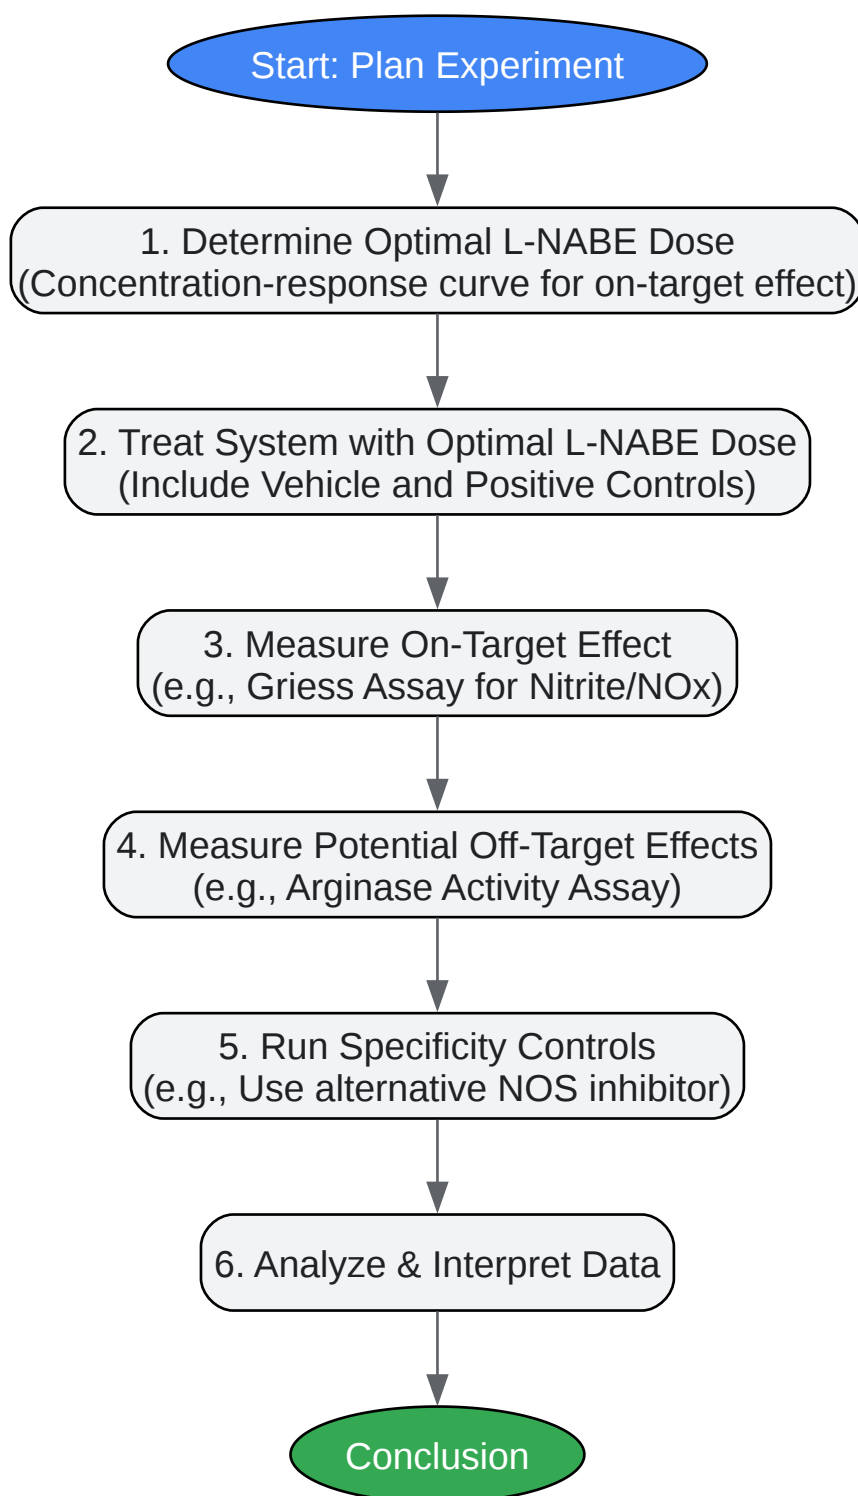 Start: Plan Experiment
1. Determine Optimal L-NABE Dose
(Concentration-response curve for on-target effect)
2. Treat System with Optimal L-NABE Dose
(Include Vehicle and Positive Controls)
3. Measure On-Target Effect
(e.g., Griess Assay for Nitrite/NOx)
4. Measure Potential Off-Target Effects
(e.g., Arginase Activity Assay)
5. Run Specificity Controls
(e.g., Use alternative NOS inhibitor)
6. Analyze & Interpret Data
Conclusion